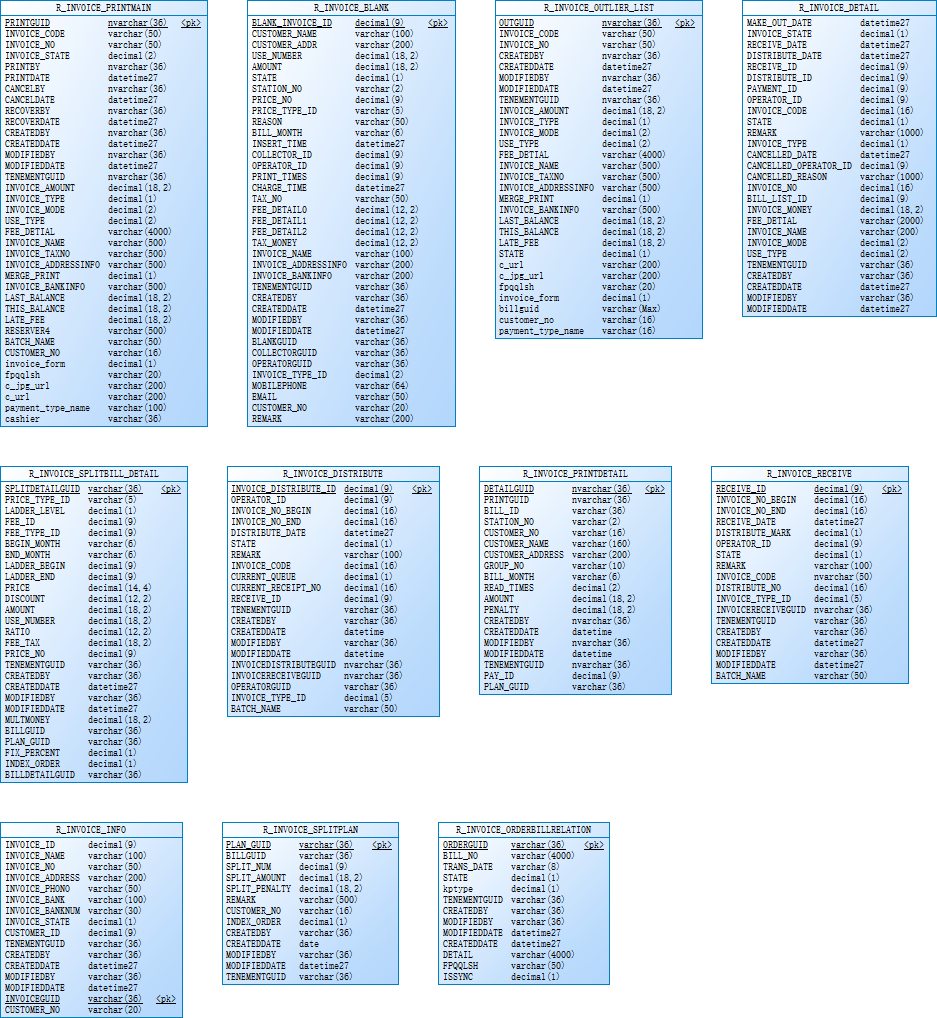 R_INVOICE_PRINTMAIN
PRINTGUID nvarchar(36) <pk>
INVOICE_CODE varchar(50)
INVOICE_NO varchar(50)
INVOICE_STATE decimal(2)
PRINTBY nvarchar(36)
PRINTDATE datetime27
CANCELBY nvarchar(36)
CANCELDATE datetime27
RECOVERBY nvarchar(36)
RECOVERDATE datetime27
CREATEDBY nvarchar(36)
CREATEDDATE datetime27
MODIFIEDBY nvarchar(36)
MODIFIEDDATE datetime27
TENEMENTGUID nvarchar(36)
INVOICE_AMOUNT decimal(18,2)
INVOICE_TYPE decimal(1)
INVOICE_MODE decimal(2)
USE_TYPE decimal(2)
FEE_DETIAL varchar(4000)
INVOICE_NAME varchar(500)
INVOICE_TAXNO varchar(500)
INVOICE_ADDRESSINFO varchar(500)
MERGE_PRINT decimal(1)
INVOICE_BANKINFO varchar(500)
LAST_BALANCE decimal(18,2)
THIS_BALANCE decimal(18,2)
LATE_FEE decimal(18,2)
RESERVER4 varchar(500)
BATCH_NAME varchar(50)
CUSTOMER_NO varchar(16)
invoice_form decimal(1)
fpqqlsh varchar(20)
c_jpg_url varchar(200)
c_url varchar(200)
payment_type_name varchar(100)
cashier varchar(36)
R_INVOICE_BLANK
BLANK_INVOICE_ID decimal(9) <pk>
CUSTOMER_NAME varchar(100)
CUSTOMER_ADDR varchar(200)
USE_NUMBER decimal(18,2)
AMOUNT decimal(18,2)
STATE decimal(1)
STATION_NO varchar(2)
PRICE_NO decimal(9)
PRICE_TYPE_ID varchar(5)
REASON varchar(50)
BILL_MONTH varchar(6)
INSERT_TIME datetime27
COLLECTOR_ID decimal(9)
OPERATOR_ID decimal(9)
PRINT_TIMES decimal(9)
CHARGE_TIME datetime27
TAX_NO varchar(50)
FEE_DETAIL0 decimal(12,2)
FEE_DETAIL1 decimal(12,2)
FEE_DETAIL2 decimal(12,2)
TAX_MONEY decimal(12,2)
INVOICE_NAME varchar(100)
INVOICE_ADDRESSINFO varchar(200)
INVOICE_BANKINFO varchar(200)
TENEMENTGUID varchar(36)
CREATEDBY varchar(36)
CREATEDDATE datetime27
MODIFIEDBY varchar(36)
MODIFIEDDATE datetime27
BLANKGUID varchar(36)
COLLECTORGUID varchar(36)
OPERATORGUID varchar(36)
INVOICE_TYPE_ID decimal(2)
MOBILEPHONE varchar(64)
EMAIL varchar(50)
CUSTOMER_NO varchar(20)
REMARK varchar(200)
R_INVOICE_OUTLIER_LIST
OUTGUID nvarchar(36) <pk>
INVOICE_CODE varchar(50)
INVOICE_NO varchar(50)
CREATEDBY nvarchar(36)
CREATEDDATE datetime27
MODIFIEDBY nvarchar(36)
MODIFIEDDATE datetime27
TENEMENTGUID nvarchar(36)
INVOICE_AMOUNT decimal(18,2)
INVOICE_TYPE decimal(1)
INVOICE_MODE decimal(2)
USE_TYPE decimal(2)
FEE_DETIAL varchar(4000)
INVOICE_NAME varchar(500)
INVOICE_TAXNO varchar(500)
INVOICE_ADDRESSINFO varchar(500)
MERGE_PRINT decimal(1)
INVOICE_BANKINFO varchar(500)
LAST_BALANCE decimal(18,2)
THIS_BALANCE decimal(18,2)
LATE_FEE decimal(18,2)
STATE decimal(1)
c_url varchar(200)
c_jpg_url varchar(200)
fpqqlsh varchar(20)
invoice_form decimal(1)
billguid varchar(Max)
customer_no varchar(16)
payment_type_name varchar(16)
R_INVOICE_DETAIL
MAKE_OUT_DATE datetime27
INVOICE_STATE decimal(1)
RECEIVE_DATE datetime27
DISTRIBUTE_DATE datetime27
RECEIVE_ID decimal(9)
DISTRIBUTE_ID decimal(9)
PAYMENT_ID decimal(9)
OPERATOR_ID decimal(9)
INVOICE_CODE decimal(16)
STATE decimal(1)
REMARK varchar(1000)
INVOICE_TYPE decimal(1)
CANCELLED_DATE datetime27
CANCELLED_OPERATOR_ID decimal(9)
CANCELLED_REASON varchar(1000)
INVOICE_NO decimal(16)
BILL_LIST_ID decimal(9)
INVOICE_MONEY decimal(18,2)
FEE_DETIAL varchar(2000)
INVOICE_NAME varchar(200)
INVOICE_MODE decimal(2)
USE_TYPE decimal(2)
TENEMENTGUID varchar(36)
CREATEDBY varchar(36)
CREATEDDATE datetime27
MODIFIEDBY varchar(36)
MODIFIEDDATE datetime27
R_INVOICE_SPLITBILL_DETAIL
SPLITDETAILGUID varchar(36) <pk>
PRICE_TYPE_ID varchar(5)
LADDER_LEVEL decimal(1)
FEE_ID decimal(9)
FEE_TYPE_ID decimal(9)
BEGIN_MONTH varchar(6)
END_MONTH varchar(6)
LADDER_BEGIN decimal(9)
LADDER_END decimal(9)
PRICE decimal(14,4)
DISCOUNT decimal(12,2)
AMOUNT decimal(18,2)
USE_NUMBER decimal(18,2)
RATIO decimal(12,2)
FEE_TAX decimal(18,2)
PRICE_NO decimal(9)
TENEMENTGUID varchar(36)
CREATEDBY varchar(36)
CREATEDDATE datetime27
MODIFIEDBY varchar(36)
MODIFIEDDATE datetime27
MULTMONEY decimal(18,2)
BILLGUID varchar(36)
PLAN_GUID varchar(36)
FIX_PERCENT decimal(1)
INDEX_ORDER decimal(1)
BILLDETAILGUID varchar(36)
R_INVOICE_DISTRIBUTE
INVOICE_DISTRIBUTE_ID decimal(9) <pk>
OPERATOR_ID decimal(9)
INVOICE_NO_BEGIN decimal(16)
INVOICE_NO_END decimal(16)
DISTRIBUTE_DATE datetime27
STATE decimal(1)
REMARK varchar(100)
INVOICE_CODE decimal(16)
CURRENT_QUEUE decimal(1)
CURRENT_RECEIPT_NO decimal(16)
RECEIVE_ID decimal(9)
TENEMENTGUID varchar(36)
CREATEDBY varchar(36)
CREATEDDATE datetime
MODIFIEDBY varchar(36)
MODIFIEDDATE datetime
INVOICEDISTRIBUTEGUID nvarchar(36)
INVOICERECEIVEGUID nvarchar(36)
OPERATORGUID varchar(36)
INVOICE_TYPE_ID decimal(5)
BATCH_NAME varchar(50)
R_INVOICE_PRINTDETAIL
DETAILGUID nvarchar(36) <pk>
PRINTGUID nvarchar(36)
BILL_ID varchar(36)
STATION_NO varchar(2)
CUSTOMER_NO varchar(16)
CUSTOMER_NAME varchar(160)
CUSTOMER_ADDRESS varchar(200)
GROUP_NO varchar(10)
BILL_MONTH varchar(6)
READ_TIMES decimal(2)
AMOUNT decimal(18,2)
PENALTY decimal(18,2)
CREATEDBY nvarchar(36)
CREATEDDATE datetime
MODIFIEDBY nvarchar(36)
MODIFIEDDATE datetime
TENEMENTGUID nvarchar(36)
PAY_ID decimal(9)
PLAN_GUID varchar(36)
R_INVOICE_RECEIVE
RECEIVE_ID decimal(9) <pk>
INVOICE_NO_BEGIN decimal(16)
INVOICE_NO_END decimal(16)
RECEIVE_DATE datetime27
DISTRIBUTE_MARK decimal(1)
OPERATOR_ID decimal(9)
STATE decimal(1)
REMARK varchar(100)
INVOICE_CODE nvarchar(50)
DISTRIBUTE_NO decimal(16)
INVOICE_TYPE_ID decimal(5)
INVOICERECEIVEGUID nvarchar(36)
TENEMENTGUID varchar(36)
CREATEDBY varchar(36)
CREATEDDATE datetime27
MODIFIEDBY varchar(36)
MODIFIEDDATE datetime27
BATCH_NAME varchar(50)
R_INVOICE_INFO
INVOICE_ID decimal(9)
INVOICE_NAME varchar(100)
INVOICE_NO varchar(50)
INVOICE_ADDRESS varchar(200)
INVOICE_PHONO varchar(50)
INVOICE_BANK varchar(100)
INVOICE_BANKNUM varchar(30)
INVOICE_STATE decimal(1)
CUSTOMER_ID decimal(9)
TENEMENTGUID varchar(36)
CREATEDBY varchar(36)
CREATEDDATE datetime27
MODIFIEDBY varchar(36)
MODIFIEDDATE datetime27
INVOICEGUID varchar(36) <pk>
CUSTOMER_NO varchar(20)
R_INVOICE_SPLITPLAN
PLAN_GUID varchar(36) <pk>
BILLGUID varchar(36)
SPLIT_NUM decimal(9)
SPLIT_AMOUNT decimal(18,2)
SPLIT_PENALTY decimal(18,2)
REMARK varchar(500)
CUSTOMER_NO varchar(16)
INDEX_ORDER decimal(1)
CREATEDBY varchar(36)
CREATEDDATE date
MODIFIEDBY varchar(36)
MODIFIEDDATE datetime27
TENEMENTGUID varchar(36)
R_INVOICE_ORDERBILLRELATION
ORDERGUID varchar(36) <pk>
BILL_NO varchar(4000)
TRANS_DATE varchar(8)
STATE decimal(1)
kptype decimal(1)
TENEMENTGUID varchar(36)
CREATEDBY varchar(36)
MODIFIEDBY varchar(36)
MODIFIEDDATE datetime27
CREATEDDATE datetime27
DETAIL varchar(4000)
FPQQLSH varchar(50)
ISSYNC decimal(1)